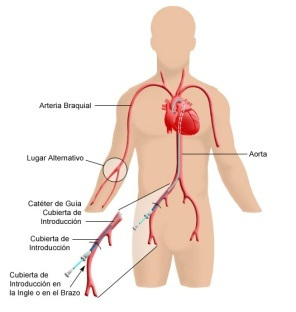 Arteria Braquial
Lugar Alternativo
Aorta
Catéter de Guía
Cubierta de
Introducción
Cubierta de
Introducción
Cubierta de
Introducción en
la Ingle o en el Brazo